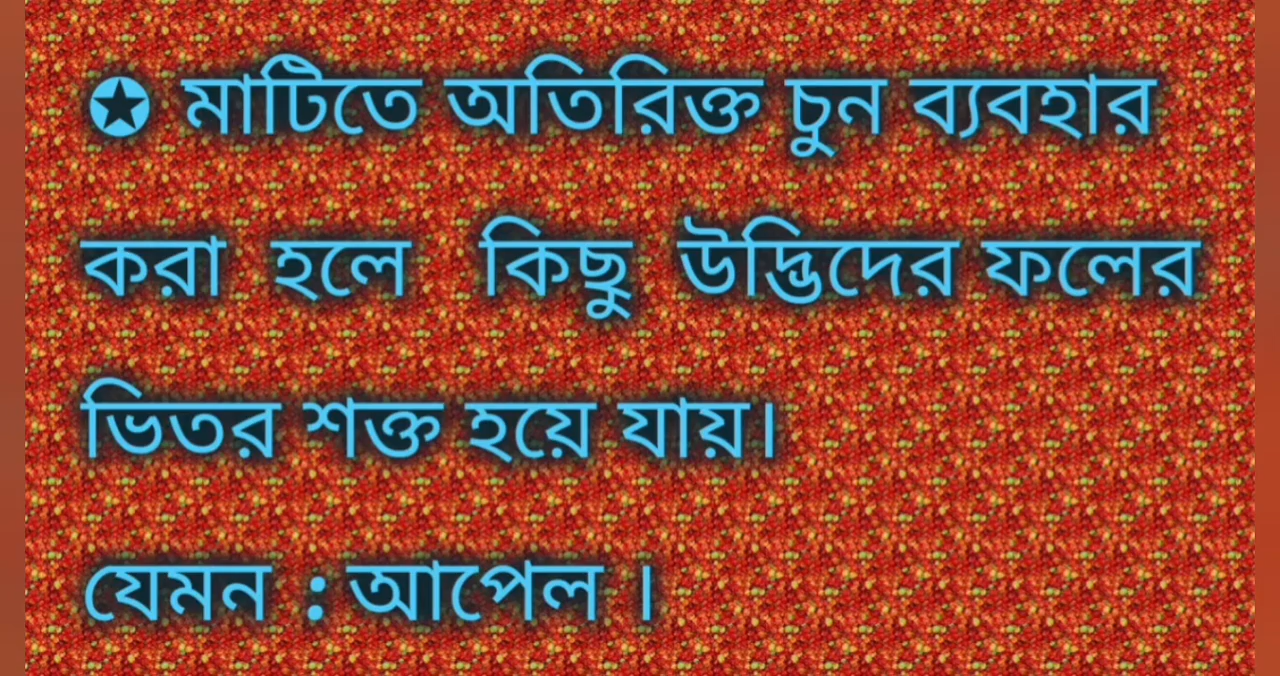 ✪ মাটিতে অতিরিক্ত চুন ব্যবহার
করা হলে কিছু উদ্ভিদের ফলের
ভিতর শক্ত হয়ে যায়।
যেমন : আপেল ।